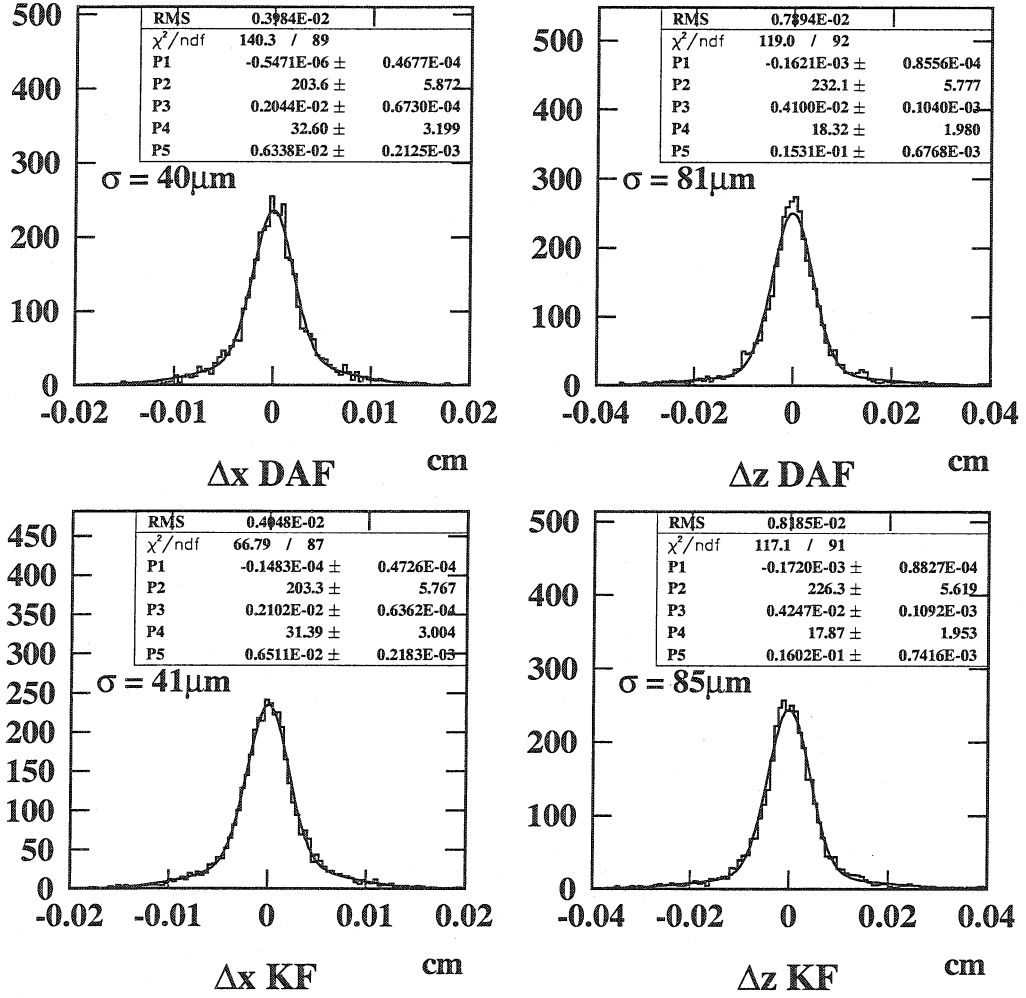 RMS 0.3984E-02
χ²/ndf 140.3 / 89
P1 -0.5471E-06 ± 0.4677E-04
P2 203.6 ± 5.872
P3 0.2044E-02 ± 0.6730E-04
P4 32.60 ± 3.199
P5 0.6338E-02 ± 0.2125E-03
σ = 40μm
500
400
300
200
100
0
-0.02 -0.01 0 0.01 0.02
cm
Δx DAF
RMS 0.7894E-02
χ²/ndf 119.0 / 92
P1 -0.1621E-03 ± 0.8556E-04
P2 232.1 ± 5.777
P3 0.4100E-02 ± 0.1040E-03
P4 18.32 ± 1.980
P5 0.1531E-01 ± 0.6768E-03
σ = 81μm
500
400
300
200
100
0
-0.04 -0.02 0 0.02 0.04
cm
Δz DAF
RMS 0.4048E-02
χ²/ndf 66.79 / 87
P1 -0.1483E-04 ± 0.4726E-04
P2 203.3 ± 5.767
P3 0.2102E-02 ± 0.6362E-04
P4 31.39 ± 3.004
P5 0.6511E-02 ± 0.2183E-03
σ = 41μm
450
400
350
300
250
200
150
100
50
0
-0.02 -0.01 0 0.01 0.02
cm
Δx KF
RMS 0.8185E-02
χ²/ndf 117.1 / 91
P1 -0.1720E-03 ± 0.8827E-04
P2 226.3 ± 5.619
P3 0.4247E-02 ± 0.1092E-03
P4 17.87 ± 1.953
P5 0.1602E-01 ± 0.7416E-03
σ = 85μm
500
400
300
200
100
0
-0.04 -0.02 0 0.02 0.04
cm
Δz KF